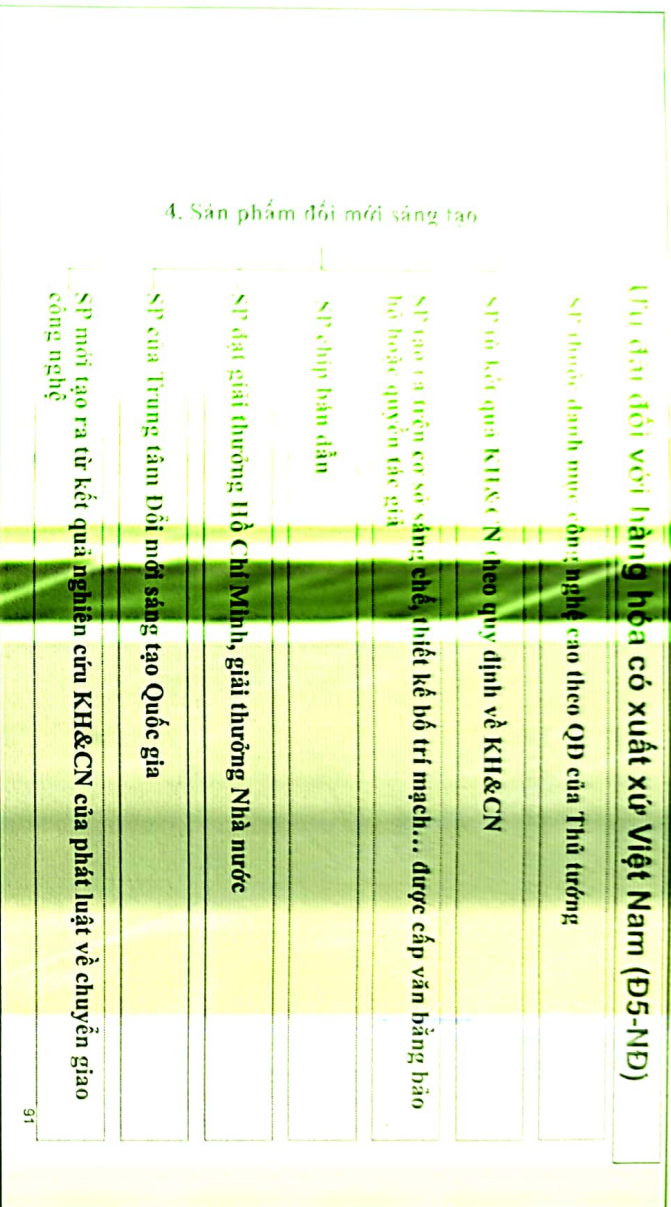 Ưu đãi đối với hàng hóa có xuất xứ Việt Nam (Đ5-NĐ)
4. Sản phẩm đổi mới sáng tạo
SP thuộc danh mục công nghệ cao theo QĐ của Thủ tướng
SP từ kết quả KH&CN theo quy định về KH&CN
SP tạo ra trên cơ sở sáng chế, thiết kế bố trí mạch… được cấp văn bằng bảo
hộ hoặc quyền tác giả
SP chip bán dẫn
SP đạt giải thưởng Hồ Chí Minh, giải thưởng Nhà nước
SP của Trung tâm Đổi mới sáng tạo Quốc gia
SP mới tạo ra từ kết quả nghiên cứu KH&CN của phát luật về chuyển giao
công nghệ
91